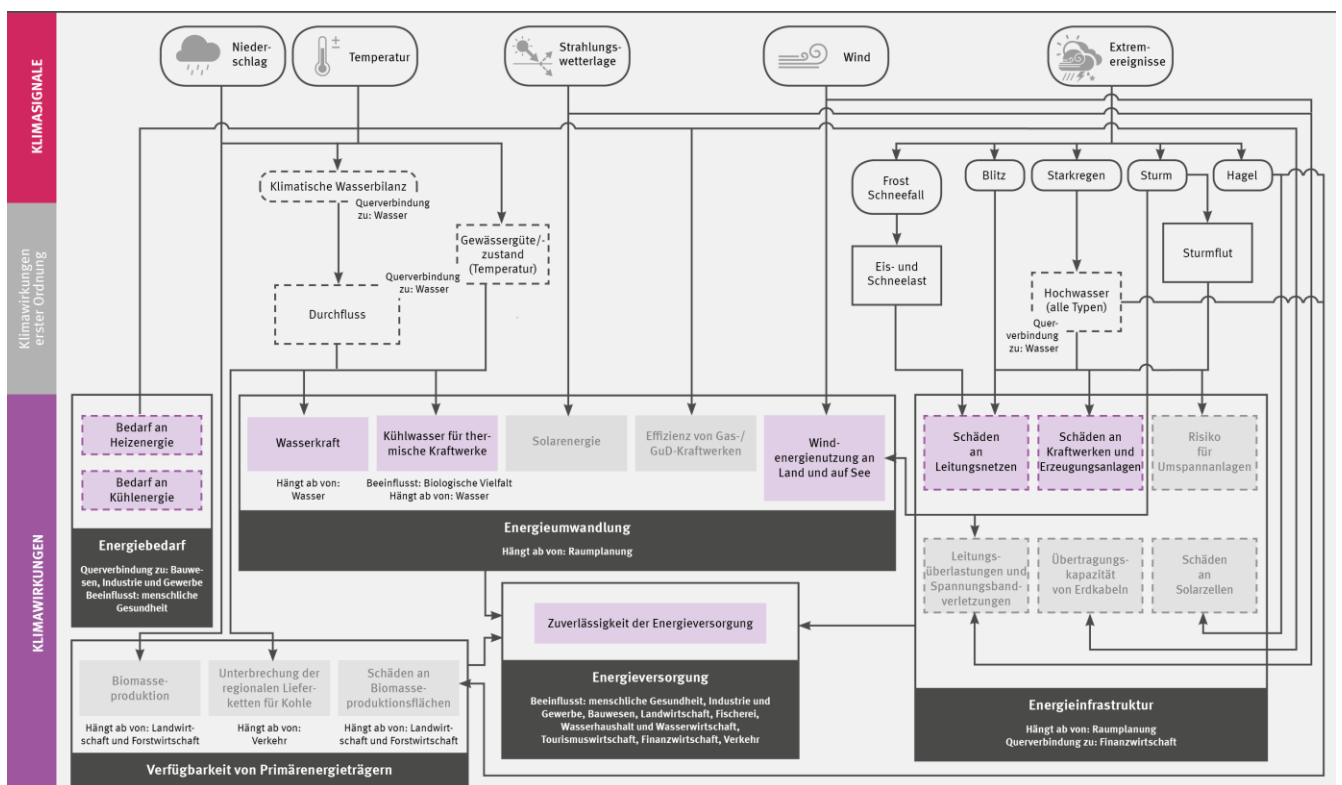 KLIMASIGNALE
Nieder-
schlag
±
Temperatur
Strahlungs-
wetterlage
Wind
Extrem-
ereignisse
Klimatische Wasserbilanz
Querverbindung
zu: Wasser
Frost
Schneefall
Blitz
Starkregen
Sturm
Hagel
Klimawirkungen
erster Ordnung
Gewässergüte/-
zustand
(Temperatur)
Querverbindung
zu: Wasser
Durchfluss
Eis- und
Schneelast
Hochwasser
(alle Typen)
Quer-
verbindung
zu: Wasser
Sturmflut
KLIMAWIRKUNGEN
Bedarf an
Heizenergie
Bedarf an
Kühlenergie
Energiebedarf
Querverbindung zu: Bauwe-
sen, Industrie und Gewerbe
Beeinflusst: menschliche
Gesundheit
Wasserkraft
Hängt ab von:
Wasser
Kühlwasser für ther-
mische Kraftwerke
Beeinflusst: Biologische Vielfalt
Hängt ab von: Wasser
Solarenergie
Effizienz von Gas-/
GuD-Kraftwerken
Wind-
energienutzung an
Land und auf See
Energieumwandlung
Hängt ab von: Raumplanung
Schäden
an
Leitungsnetzen
Schäden an
Kraftwerken und
Erzeugungsanlagen
Risiko
für
Umspannanlagen
Leitungs-
überlastungen und
Spannungsband-
verletzungen
Übertragungs-
kapazität
von Erdkabeln
Schäden
an
Solarzellen
Energieinfrastruktur
Hängt ab von: Raumplanung
Querverbindung zu: Finanzwirtschaft
Biomasse-
produktion
Hängt ab von: Landwirt-
schaft und Forstwirtschaft
Unterbrechung der
regionalen Liefer-
ketten für Kohle
Hängt ab von:
Verkehr
Schäden an
Biomasse-
produktionsflächen
Hängt ab von: Landwirt-
schaft und Forstwirtschaft
Verfügbarkeit von Primärenergieträgern
Zuverlässigkeit der Energieversorgung
Energieversorgung
Beeinflusst: menschliche Gesundheit, Industrie und
Gewerbe, Bauwesen, Landwirtschaft, Fischerei,
Wasserhaushalt und Wasserwirtschaft,
Tourismuswirtschaft, Finanzwirtschaft, Verkehr